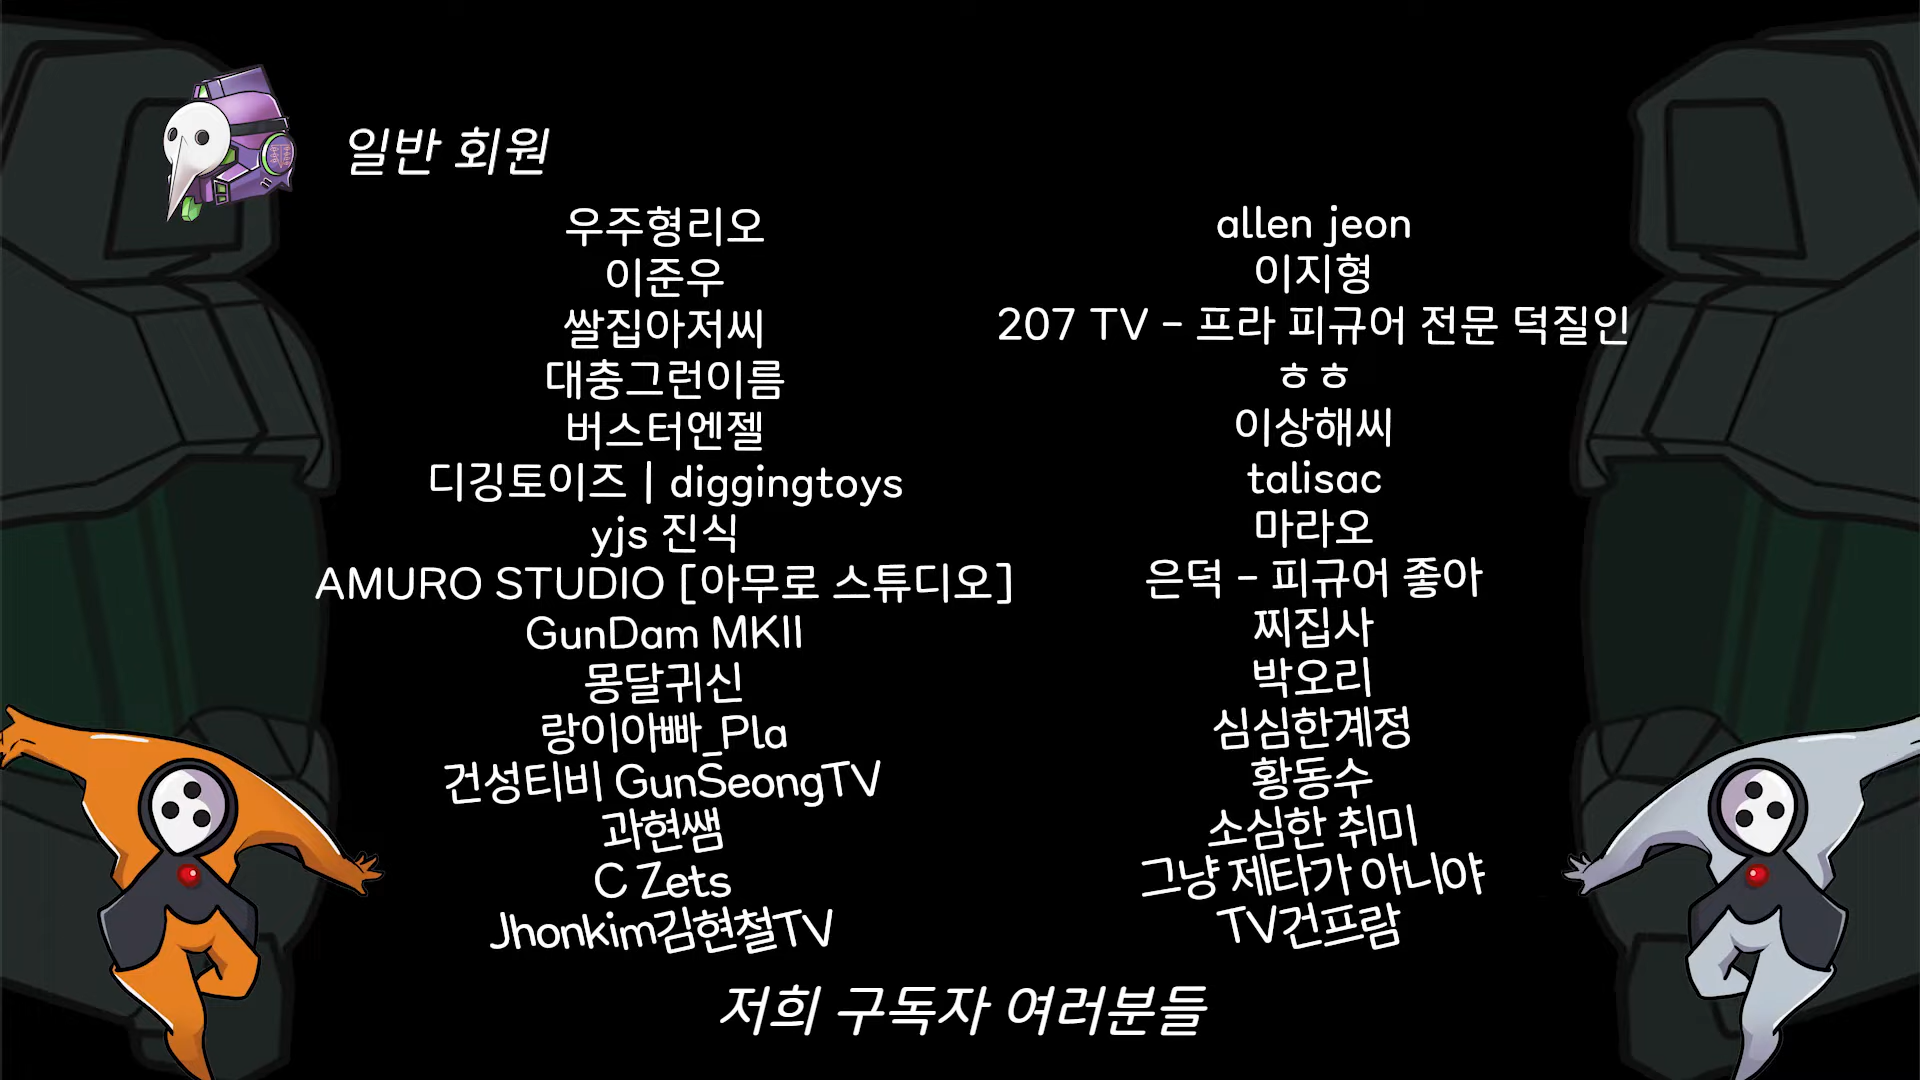 일반 회원
우주형리오
이준우
쌀집아저씨
대충그런이름
버스터엔젤
디깅토이즈 | diggingtoys
yjs 진식
AMURO STUDIO [아무로 스튜디오]
GunDam MKII
몽달귀신
랑이아빠_Pla
건성티비 GunSeongTV
과현쌤
C Zets
Jhonkim김현철TV
allen jeon
이지형
207 TV - 프라 피규어 전문 덕질인
ㅎㅎ
이상해씨
talisac
마라오
은덕 - 피규어 좋아
찌집사
박오리
심심한계정
황동수
소심한 취미
그냥 제타가 아니야
TV건프람
저희 구독자 여러분들